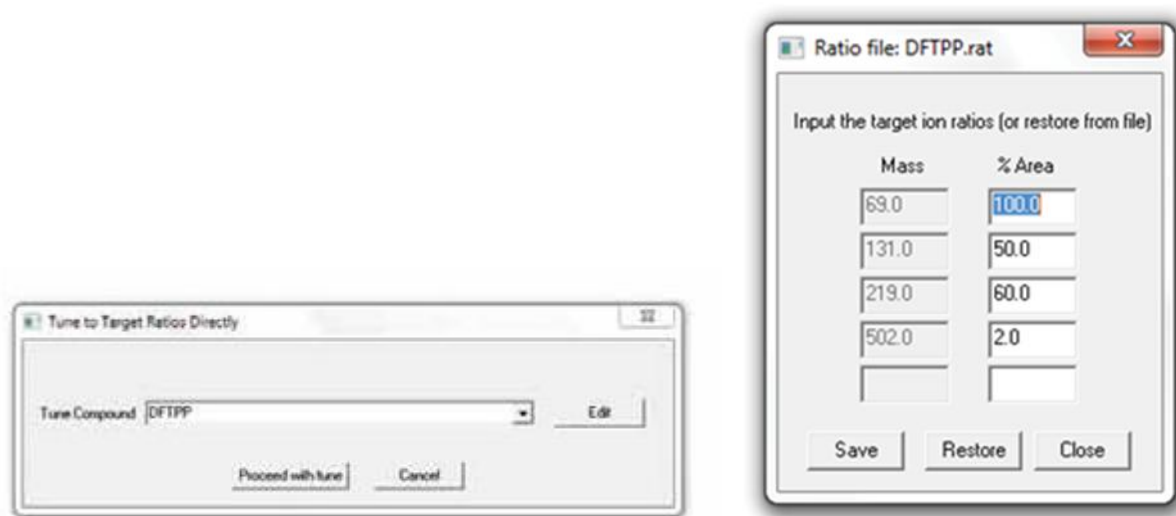 Tune to Target Ratios Directly
Tune Compound DFTPP Edit
Proceed with tune Cancel
Ratio file: DFTPP.rat
Input the target ion ratios (or restore from file)
Mass % Area
69.0 100.0
131.0 50.0
219.0 60.0
502.0 2.0
Save Restore Close